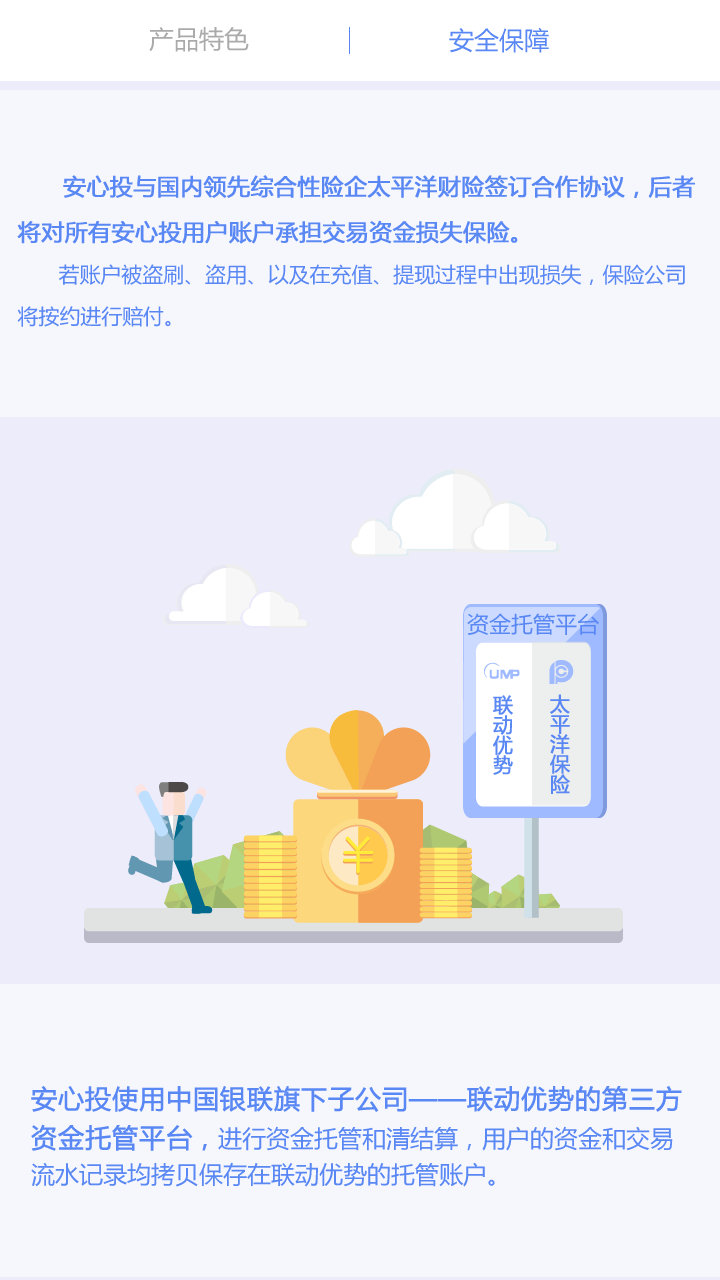 产品特色
安全保障
安心投与国内领先综合性险企太平洋财险签订合作协议，后者
将对所有安心投用户账户承担交易资金损失保险。
若账户被盗刷、盗用、以及在充值、提现过程中出现损失，保险公司
将按约进行赔付。
资金托管平台
UMP
联动优势
太平洋保险
¥
安心投使用中国银联旗下子公司——联动优势的第三方
资金托管平台，进行资金托管和清结算，用户的资金和交易
流水记录均拷贝保存在联动优势的托管账户。